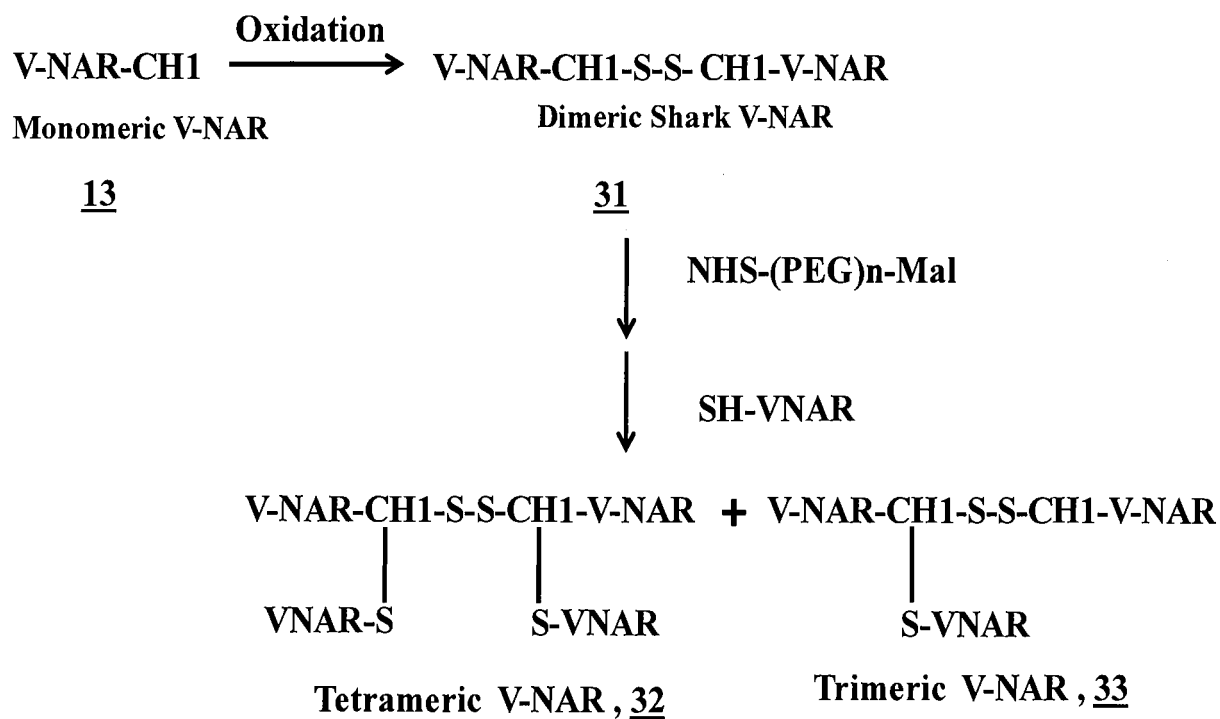 Oxidation
V-NAR-CH1 V-NAR-CH1-S-S- CH1-V-NAR
Monomeric V-NAR Dimeric Shark V-NAR
13 31
NHS-(PEG)n-Mal
SH-VNAR
V-NAR-CH1-S-S-CH1-V-NAR + V-NAR-CH1-S-S-CH1-V-NAR
VNAR-S S-VNAR S-VNAR
Tetrameric V-NAR , 32 Trimeric V-NAR , 33